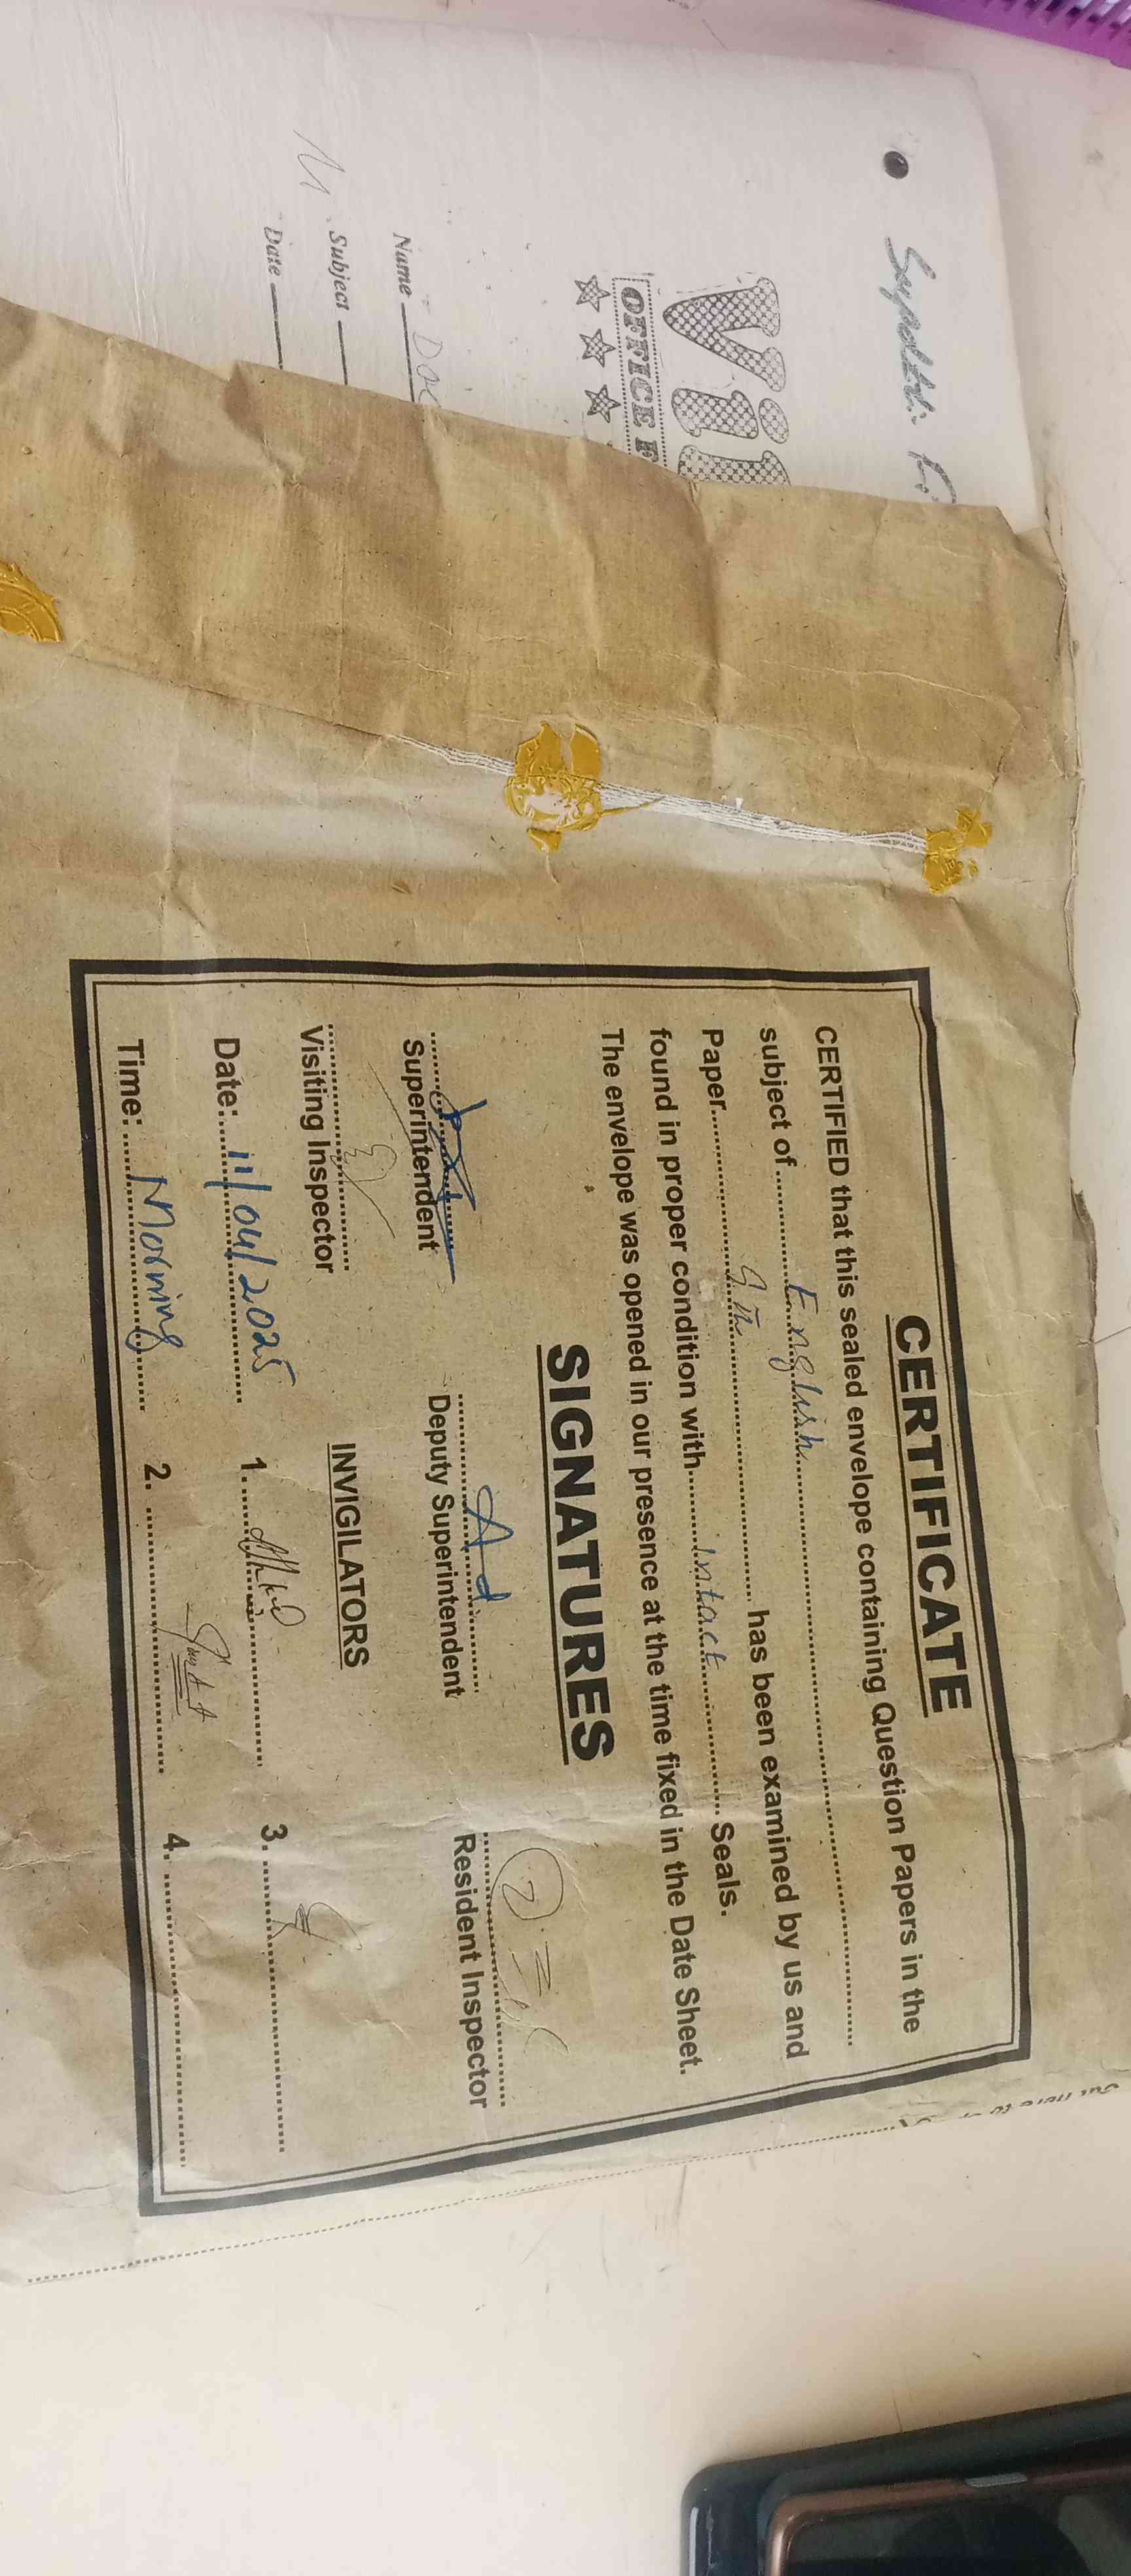 CERTIFICATE
CERTIFIED that this sealed envelope containing Question Papers in the
subject of.......... English ..........
Paper.......... 9th .......... has been examined by us and
found in proper condition with.......... Intact .......... Seals.
The envelope was opened in our presence at the time fixed in the Date Sheet.
SIGNATURES
Superintendent
Deputy Superintendent
Resident Inspector
Visiting Inspector
INVIGILATORS
Date: 11/04/2025
1.
3.
Time: Morning
2.
4.
OFFICE F
Name
Subject
Date